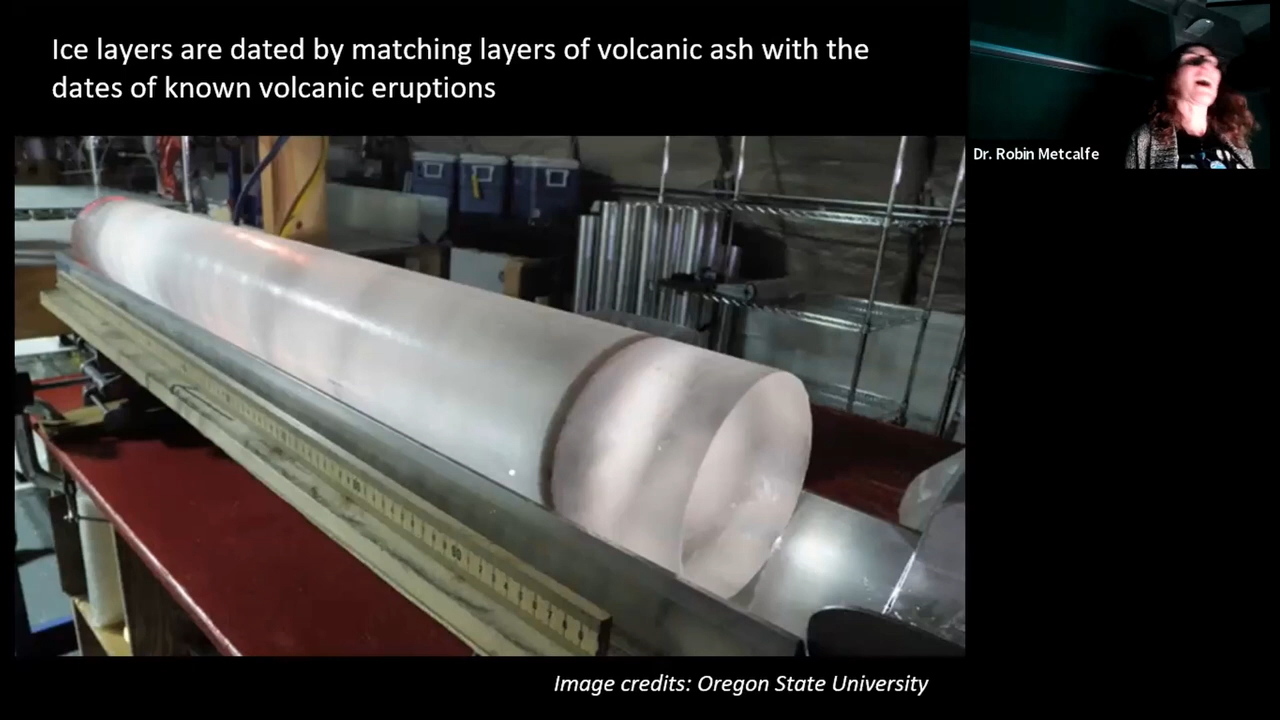 Ice layers are dated by matching layers of volcanic ash with the
dates of known volcanic eruptions
Dr. Robin Metcalfe
Image credits: Oregon State University